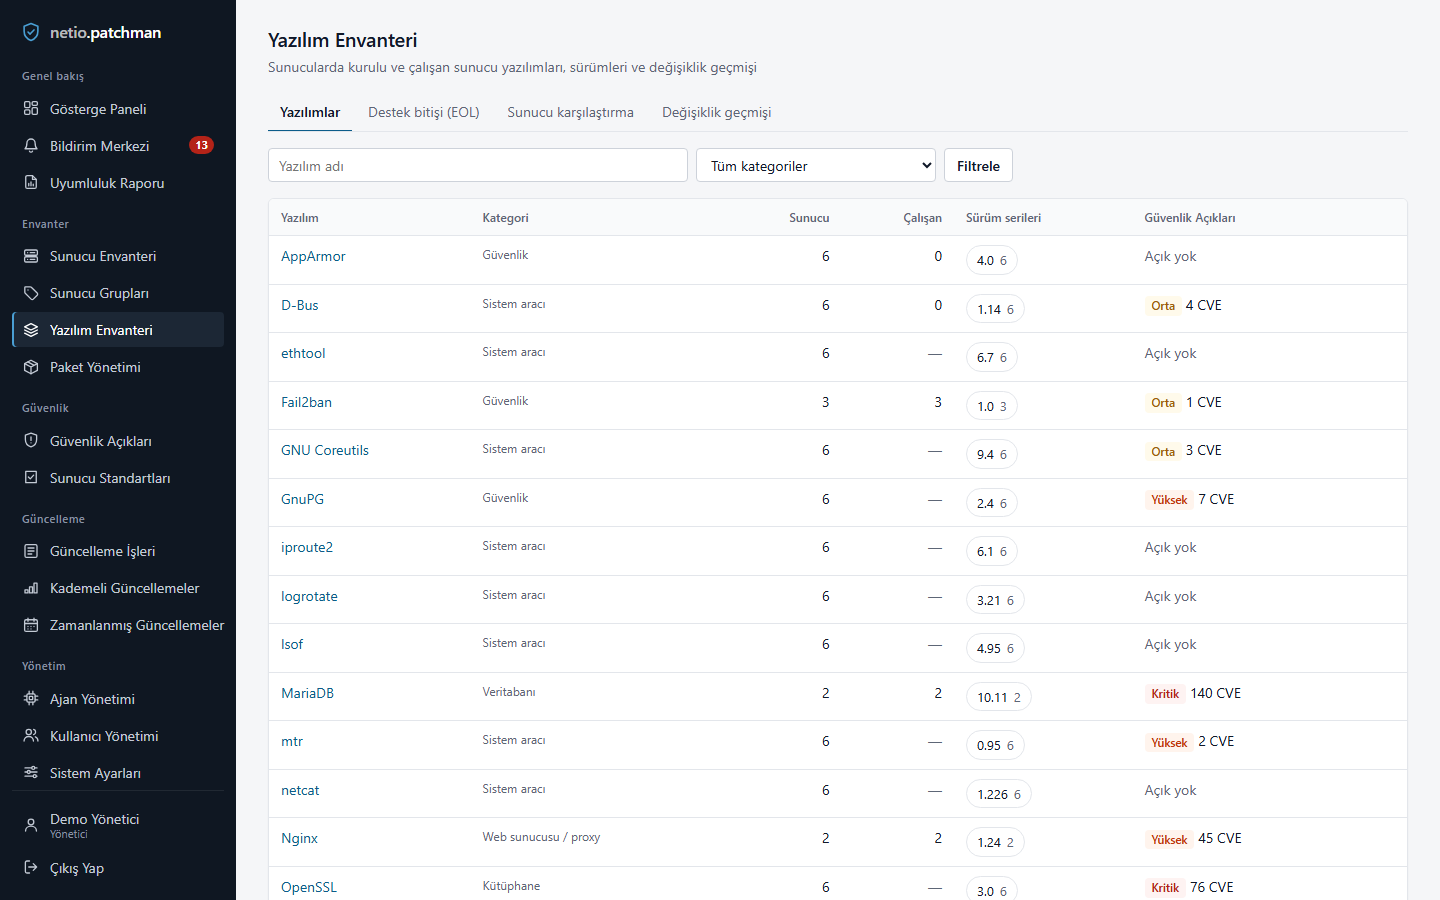 netio.patchman
Genel bakış
Gösterge Paneli
Bildirim Merkezi 13
Uyumluluk Raporu
Envanter
Sunucu Envanteri
Sunucu Grupları
Yazılım Envanteri
Paket Yönetimi
Güvenlik
Güvenlik Açıkları
Sunucu Standartları
Güncelleme
Güncelleme İşleri
Kademeli Güncellemeler
Zamanlanmış Güncellemeler
Yönetim
Ajan Yönetimi
Kullanıcı Yönetimi
Sistem Ayarları
Demo Yönetici
Yönetici
Çıkış Yap
Yazılım Envanteri
Sunucularda kurulu ve çalışan sunucu yazılımları, sürümleri ve değişiklik geçmişi
Yazılımlar Destek bitişi (EOL) Sunucu karşılaştırma Değişiklik geçmişi
Yazılım adı Tüm kategoriler Filtrele
Yazılım Kategori Sunucu Çalışan Sürüm serileri Güvenlik Açıkları
AppArmor Güvenlik 6 0 4.0 6 Açık yok
D-Bus Sistem aracı 6 0 1.14 6 Orta 4 CVE
ethtool Sistem aracı 6 — 6.7 6 Açık yok
Fail2ban Güvenlik 3 3 1.0 3 Orta 1 CVE
GNU Coreutils Sistem aracı 6 — 9.4 6 Orta 3 CVE
GnuPG Güvenlik 6 — 2.4 6 Yüksek 7 CVE
iproute2 Sistem aracı 6 — 6.1 6 Açık yok
logrotate Sistem aracı 6 — 3.21 6 Açık yok
lsof Sistem aracı 6 — 4.95 6 Açık yok
MariaDB Veritabanı 2 2 10.11 2 Kritik 140 CVE
mtr Sistem aracı 6 — 0.95 6 Yüksek 2 CVE
netcat Sistem aracı 6 — 1.226 6 Açık yok
Nginx Web sunucusu / proxy 2 2 1.24 2 Yüksek 45 CVE
OpenSSL Kütüphane 6 — 3.0 6 Kritik 76 CVE